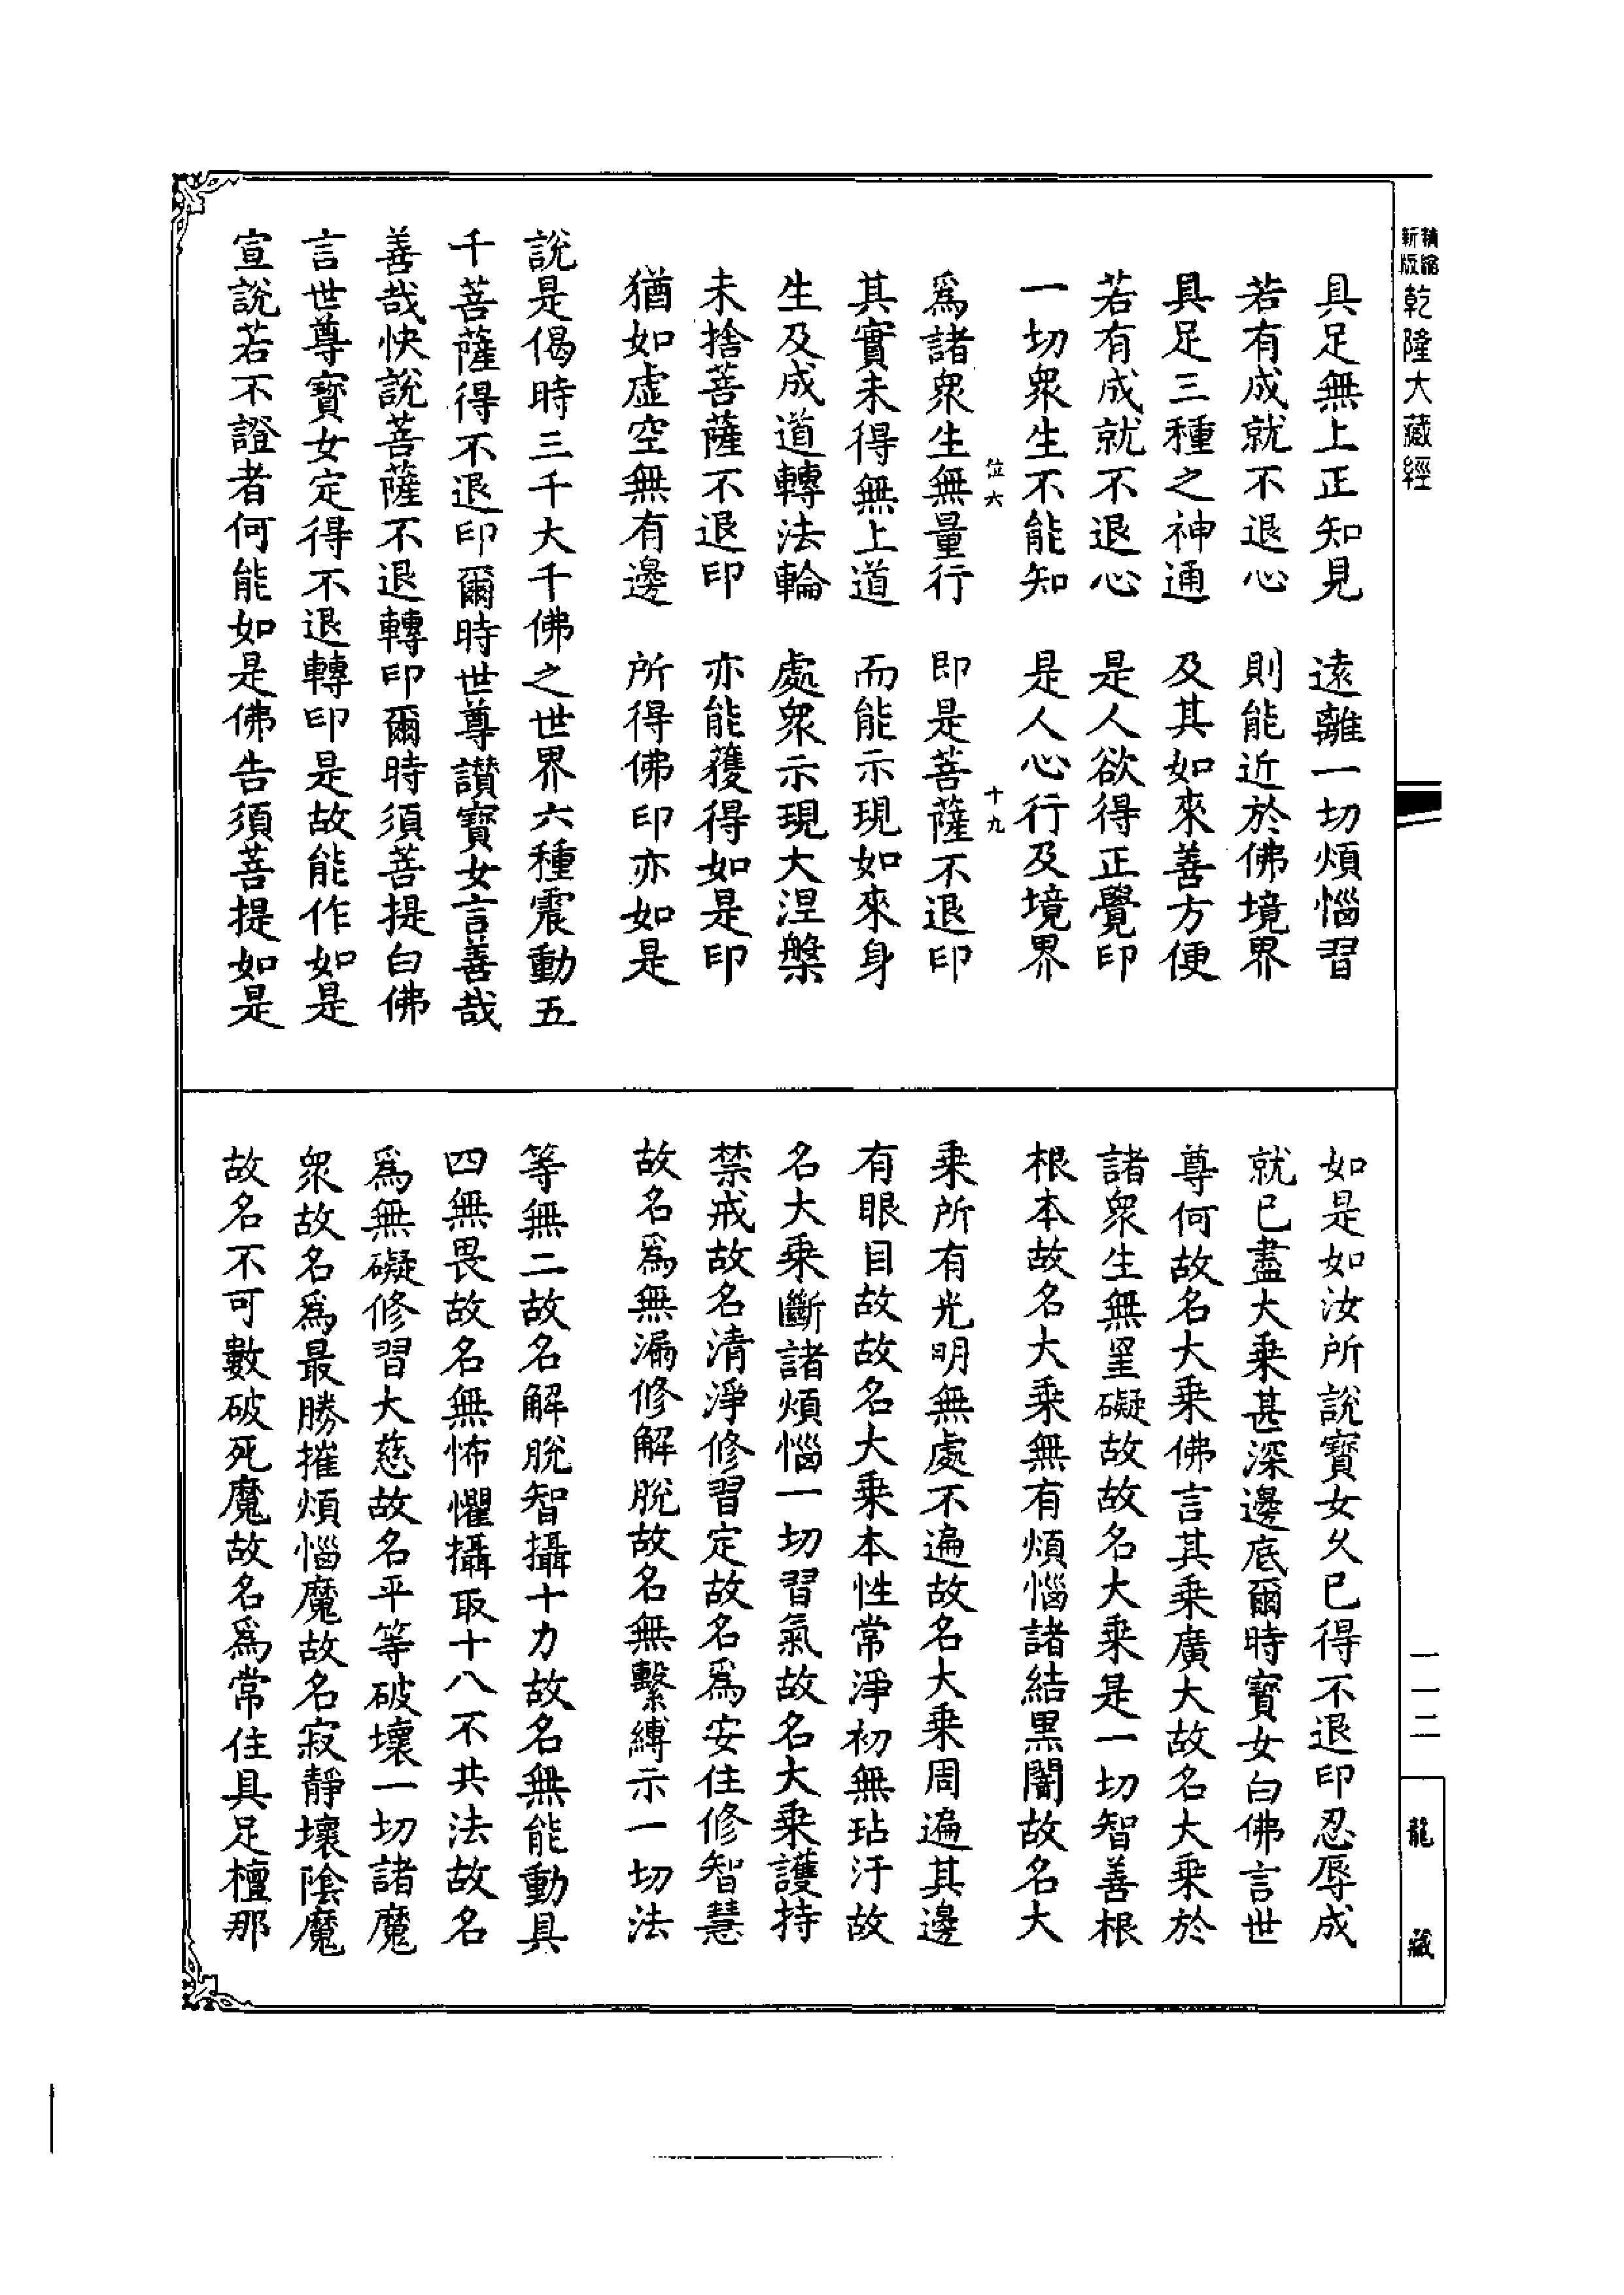 精縮
新版
乾隆大藏經
具足無上正知見　遠離一切煩惱習
若有成就不退心　則能近於佛境界
具足三種之神通　及其如來善方便
若有成就不退心　是人欲得正覺印
一切衆生不能知　是人心行及境界
位六　十九
爲諸衆生無量行　即是菩薩不退印
其實未得無上道　而能示現如來身
生及成道轉法輪　處衆示現大涅槃
未捨菩薩不退印　亦能獲得如是印
猶如虛空無有邊　所得佛印亦如是
說是偈時三千大千佛之世界六種震動五
千菩薩得不退印爾時世尊讃寶女言善哉
善哉快說菩薩不退轉印爾時須菩提白佛
言世尊寶女定得不退轉印是故能作如是
宣說若不證者何能如是佛告須菩提如是
如是如汝所說寶女久已得不退印忍辱成
就已盡大乗甚深邊底爾時寶女白佛言世
尊何故名大乗佛言其乗廣大故名大乗於
諸衆生無罣礙故故名大乗是一切智善根
根本故名大乗無有煩惱諸結黒闇故名大
乗所有光明無處不遍故名大乗周遍其邊
有眼目故故名大乗本性常淨初無玷汙故
名大乗斷諸煩惱一切習氣故名大乗護持
禁戒故名清淨修習定故名爲安住修智慧
故名爲無漏修解脫故名無繫縛示一切法
等無二故名解脫智攝十力故名無能動具
四無畏故名無怖懼攝取十八不共法故名
爲無礙修習大慈故名平等破壞一切諸魔
衆故名爲最勝摧煩惱魔故名寂靜壞陰魔
故名不可數破死魔故名爲常住具足檀那
一一二
龍藏